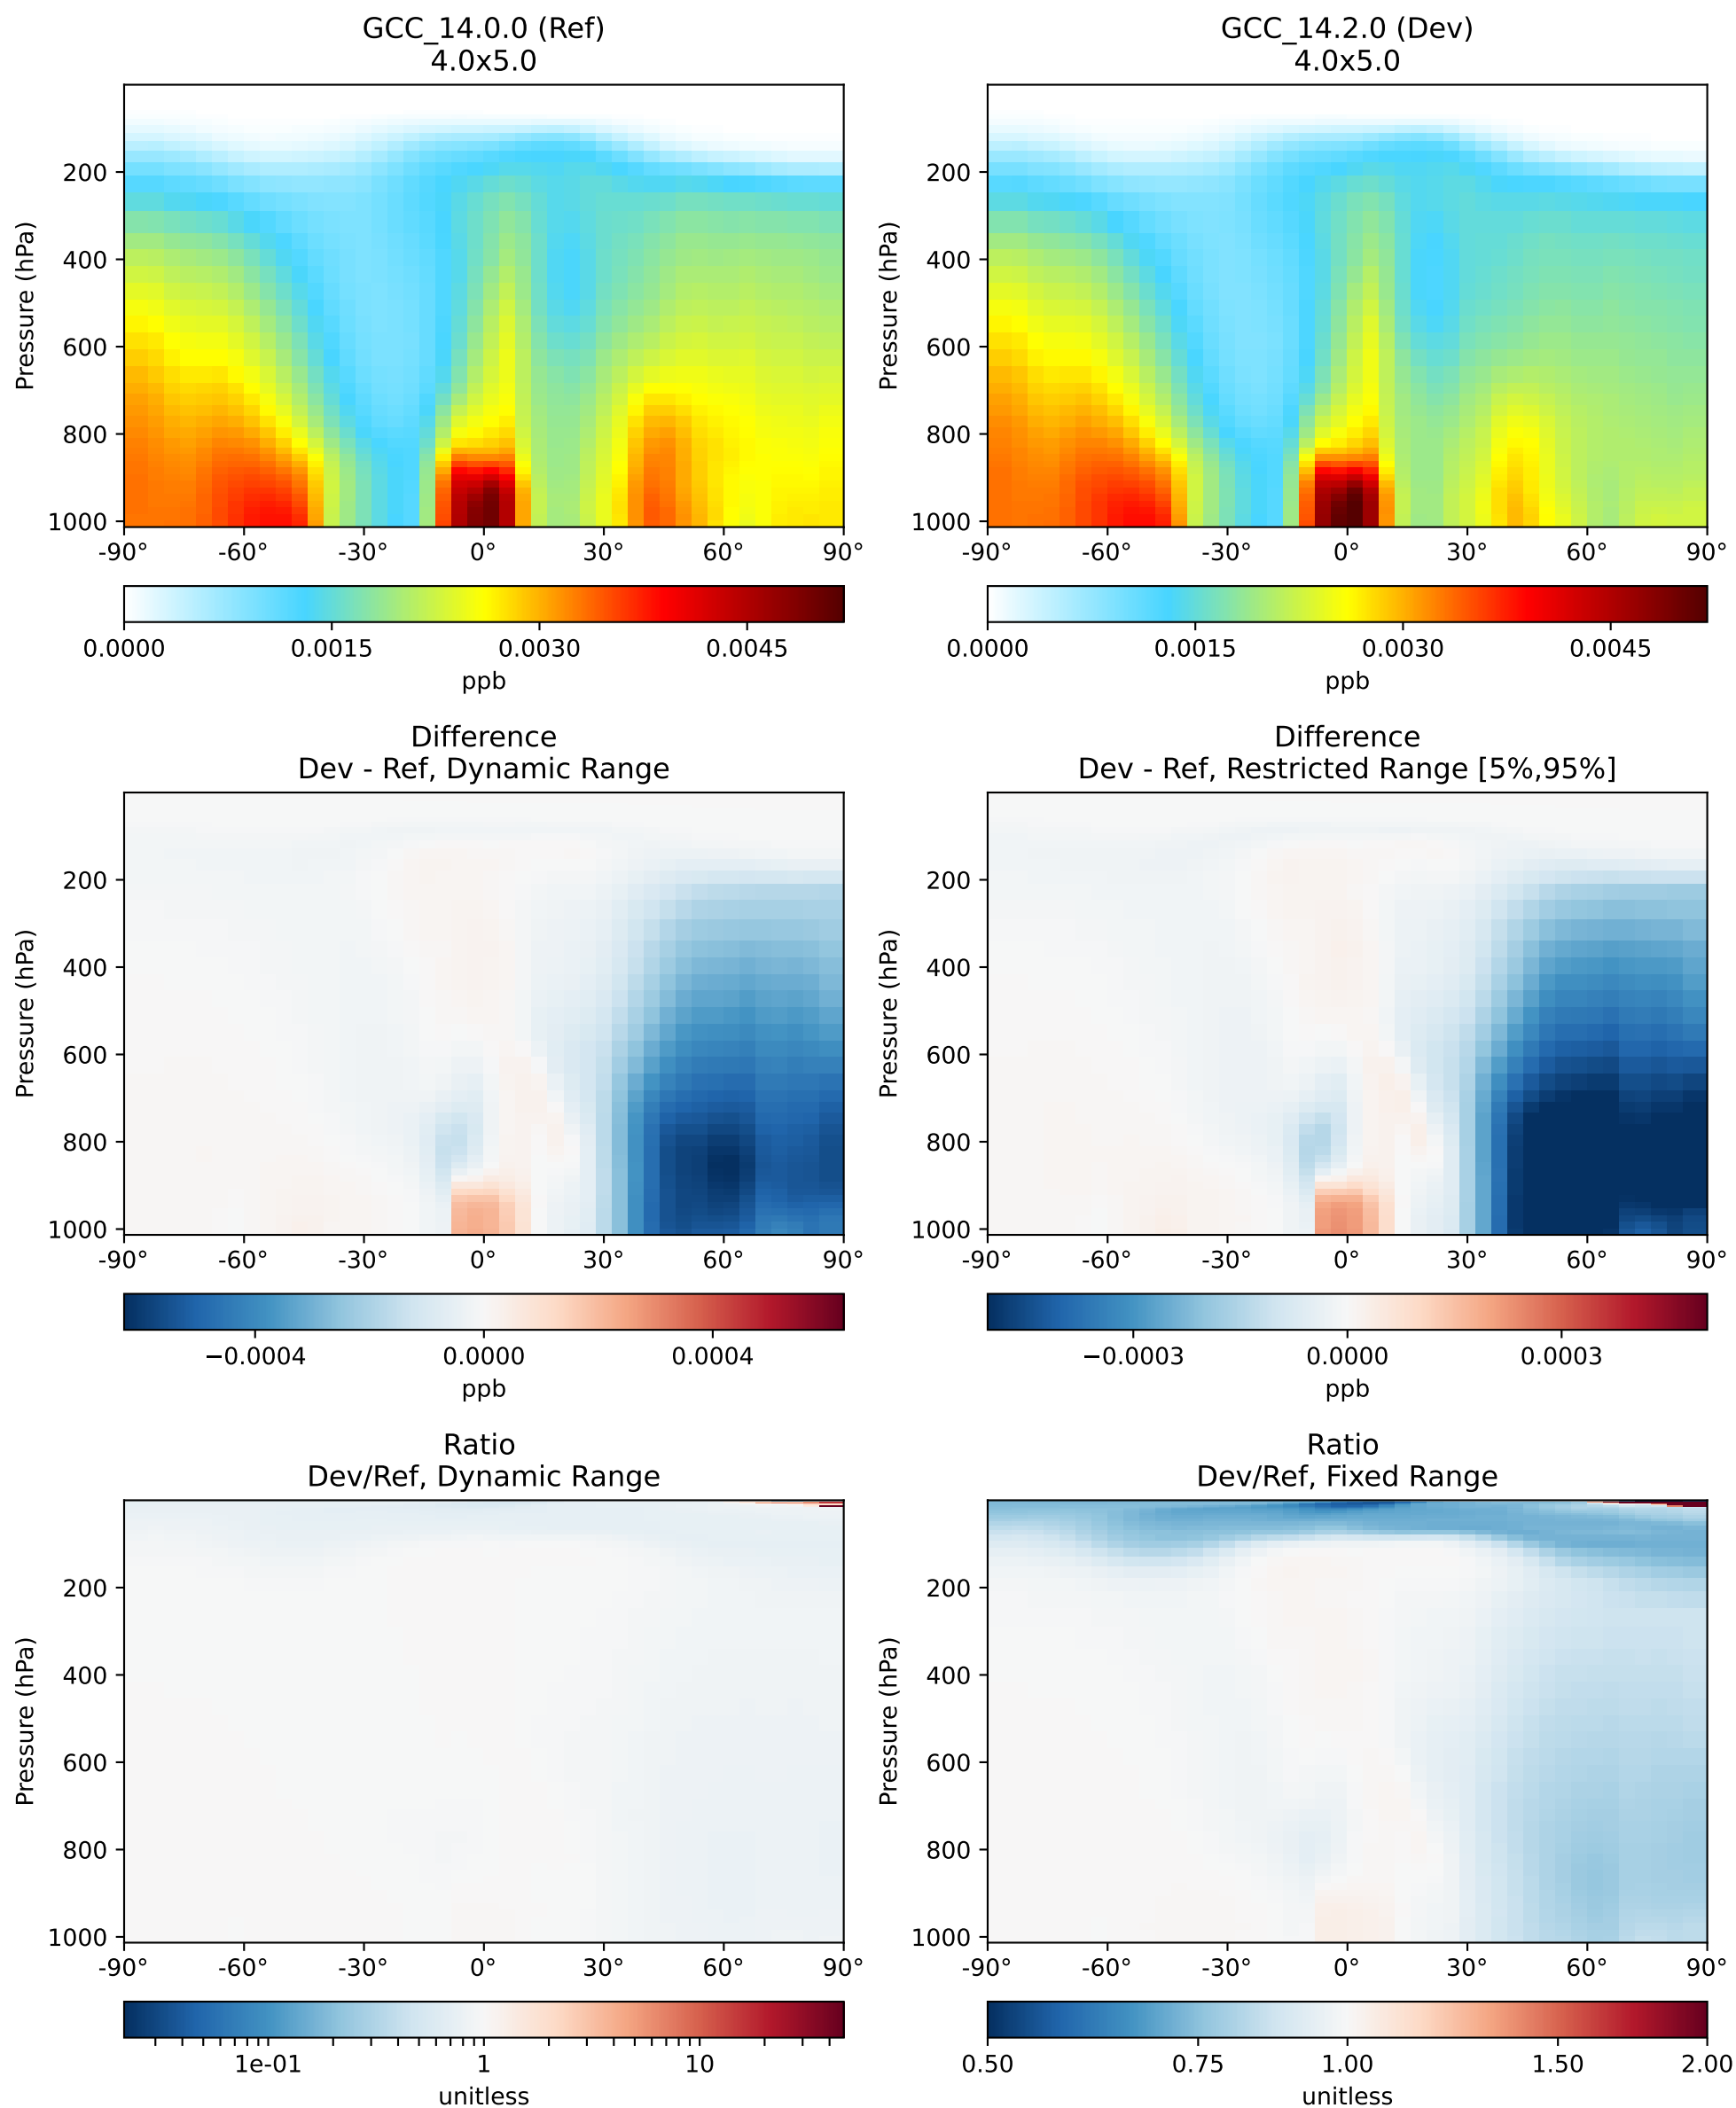 GCC_14.0.0 (Ref)
4.0x5.0
Pressure (hPa)
200
400
600
800
1000
-90° -60° -30° 0° 30° 60° 90°
0.0000 0.0015 0.0030 0.0045
ppb
GCC_14.2.0 (Dev)
4.0x5.0
Pressure (hPa)
200
400
600
800
1000
-90° -60° -30° 0° 30° 60° 90°
0.0000 0.0015 0.0030 0.0045
ppb
Difference
Dev - Ref, Dynamic Range
Pressure (hPa)
200
400
600
800
1000
-90° -60° -30° 0° 30° 60° 90°
−0.0004 0.0000 0.0004
ppb
Difference
Dev - Ref, Restricted Range [5%,95%]
Pressure (hPa)
200
400
600
800
1000
-90° -60° -30° 0° 30° 60° 90°
−0.0003 0.0000 0.0003
ppb
Ratio
Dev/Ref, Dynamic Range
Pressure (hPa)
200
400
600
800
1000
-90° -60° -30° 0° 30° 60° 90°
1e-01 1 10
unitless
Ratio
Dev/Ref, Fixed Range
Pressure (hPa)
200
400
600
800
1000
-90° -60° -30° 0° 30° 60° 90°
0.50 0.75 1.00 1.50 2.00
unitless